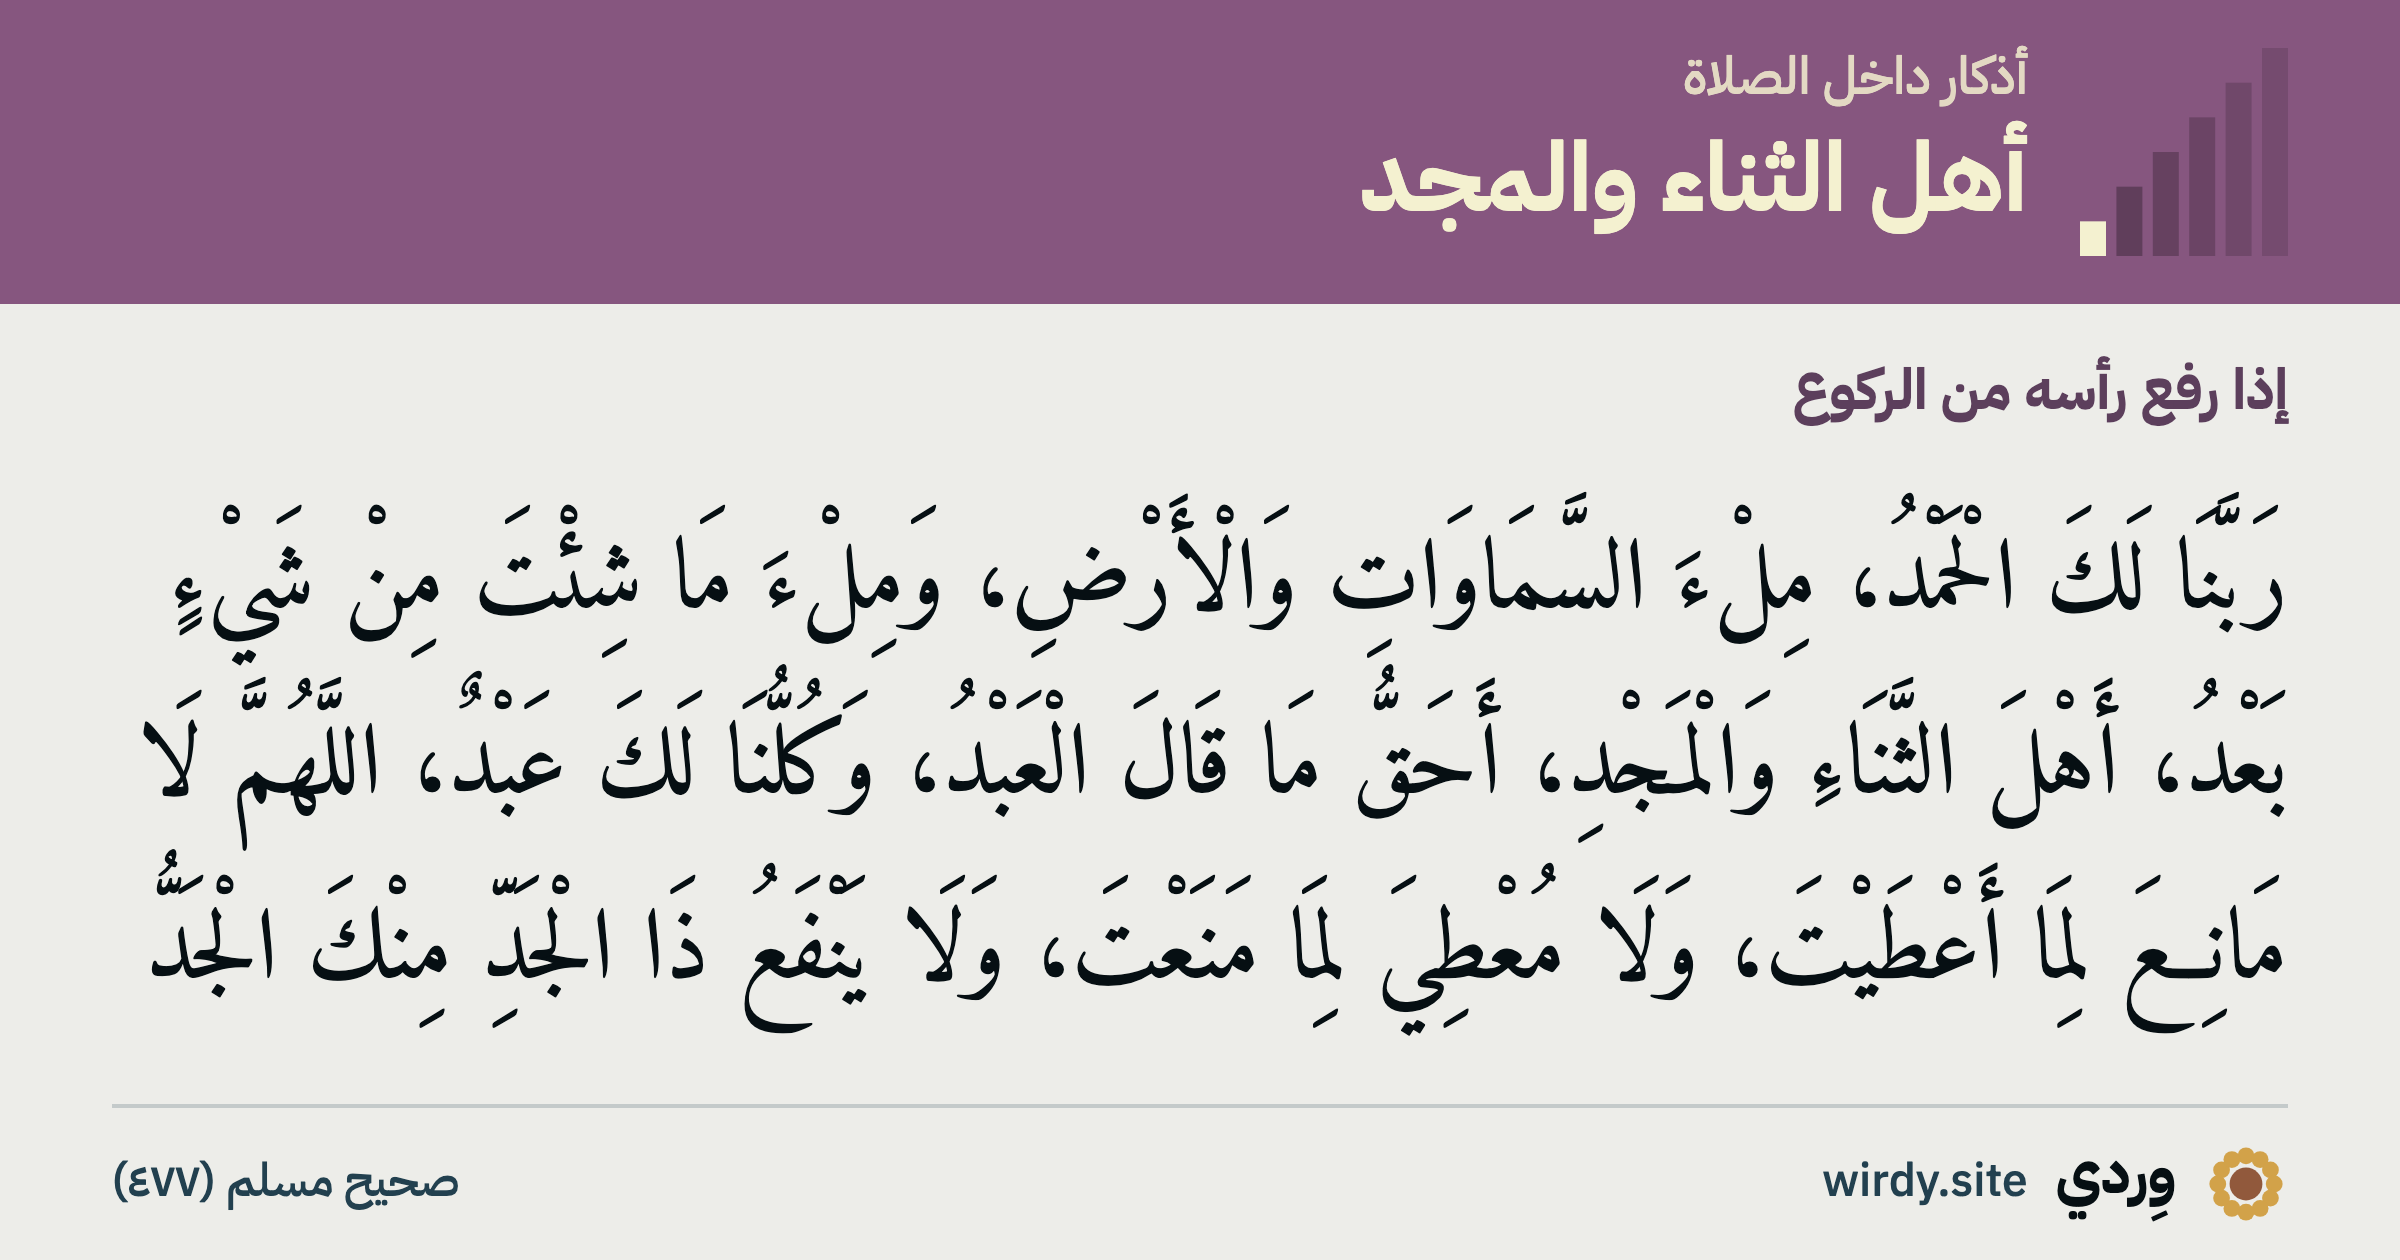 أذكار داخل الصلاة
أهل الثناء والمجد
إذا رفع رأسه من الركوع
رَبَّنَا لَكَ الْحَمْدُ، مِلْءَ السَّمَاوَاتِ وَالْأَرْضِ، وَمِلْءَ مَا شِئْتَ مِنْ شَيْءٍ
بَعْدُ، أَهْلَ الثَّنَاءِ وَالْمَجْدِ، أَحَقُّ مَا قَالَ الْعَبْدُ، وَكُلُّنَا لَكَ عَبْدٌ، اللَّهُمَّ لَا
مَانِعَ لِمَا أَعْطَيْتَ، وَلَا مُعْطِيَ لِمَا مَنَعْتَ، وَلَا يَنْفَعُ ذَا الْجَدِّ مِنْكَ الْجَدُّ
وِردي wirdy.site
صحيح مسلم (٤٧٧)